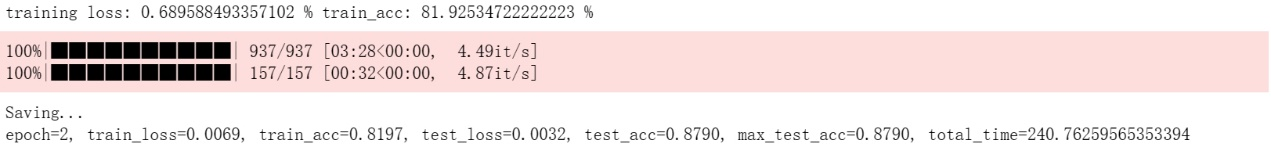 training loss: 0.689588493357102 % train_acc: 81.92534722222223 %
100%|██████████| 937/937 [03:28<00:00,  4.49it/s]
100%|██████████| 157/157 [00:32<00:00,  4.87it/s]
Saving...
epoch=2, train_loss=0.0069, train_acc=0.8197, test_loss=0.0032, test_acc=0.8790, max_test_acc=0.8790, total_time=240.76259565353394